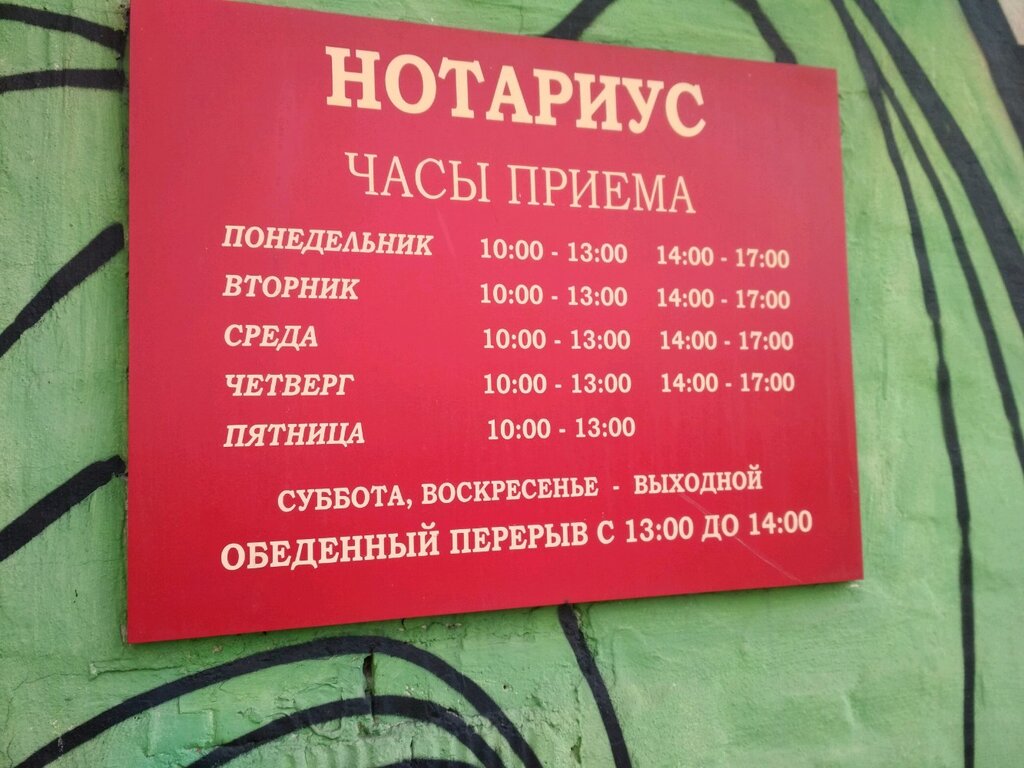 НОТАРИУС
ЧАСЫ ПРИЕМА
ПОНЕДЕЛЬНИК 10:00 - 13:00 14:00 - 17:00
ВТОРНИК 10:00 - 13:00 14:00 - 17:00
СРЕДА 10:00 - 13:00 14:00 - 17:00
ЧЕТВЕРГ 10:00 - 13:00 14:00 - 17:00
ПЯТНИЦА 10:00 - 13:00
СУББОТА, ВОСКРЕСЕНЬЕ - ВЫХОДНОЙ
ОБЕДЕННЫЙ ПЕРЕРЫВ С 13:00 ДО 14:00